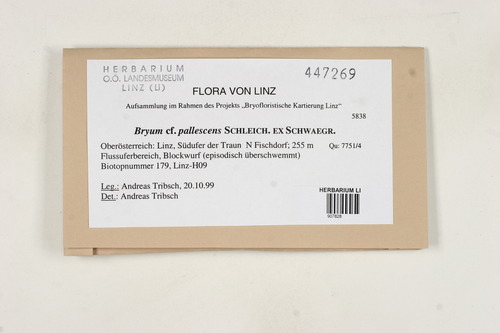 HERBARIUM
O.Ö. LANDESMUSEUM
LINZ (LI)
447269
FLORA VON LINZ
Aufsammlung im Rahmen des Projekts „Bryofloristische Kartierung Linz“
5838
Bryum cf. pallescens SCHLEICH. EX SCHWAEGR.
Oberösterreich: Linz, Südufer der Traun N Fischdorf; 255 m Qu: 7751/4
Flussuferbereich, Blockwurf (episodisch überschwemmt)
Biotopnummer 179, Linz-H09
Leg.: Andreas Tribsch, 20.10.99
Det.: Andreas Tribsch
HERBARIUM LI
907828